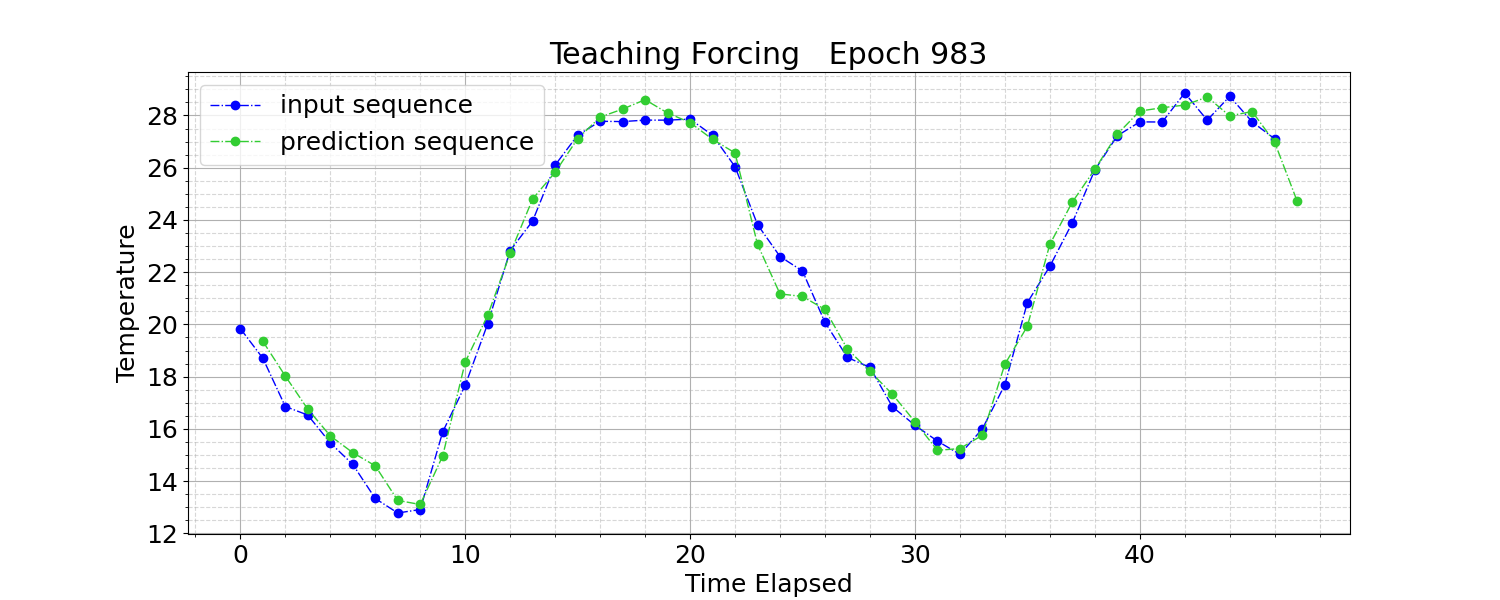 Teaching Forcing   Epoch 983
input sequence
prediction sequence
Temperature
28
26
24
22
20
18
16
14
12
0 10 20 30 40
Time Elapsed